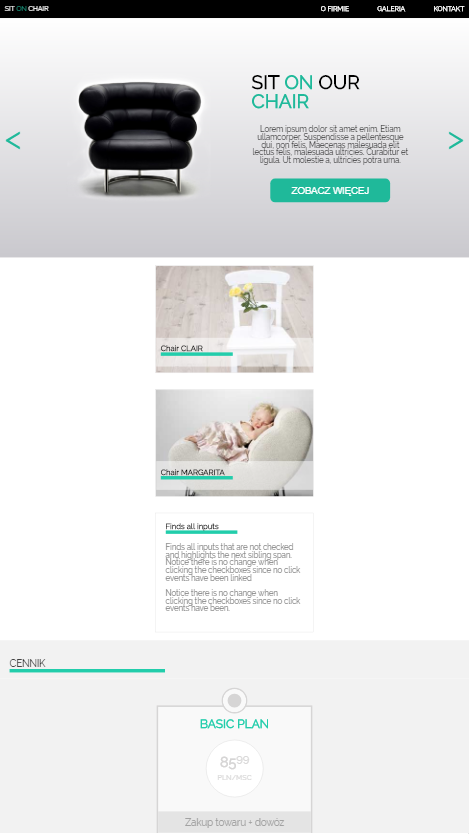 SIT ON CHAIR
O FIRMIE GALERIA KONTAKT
SIT ON OUR
CHAIR
Lorem ipsum dolor sit amet enim. Etiam
ullamcorper. Suspendisse a pellentesque
dui, non felis. Maecenas malesuada elit
lectus felis, malesuada ultricies. Curabitur et
ligula. Ut molestie a, ultricies potra urna.
<
>
ZOBACZ WIĘCEJ
Chair CLAIR
Chair MARGARITA
Finds all inputs
Finds all inputs that are not checked
and highlights the next sibling span.
Notice there is no change when
clicking the checkboxes since no click
events have been linked
Notice there is no change when
clicking the checkboxes since no click
events have been.
CENNIK
BASIC PLAN
85⁹⁹
PLN/MSC
Zakup towaru + dowóz